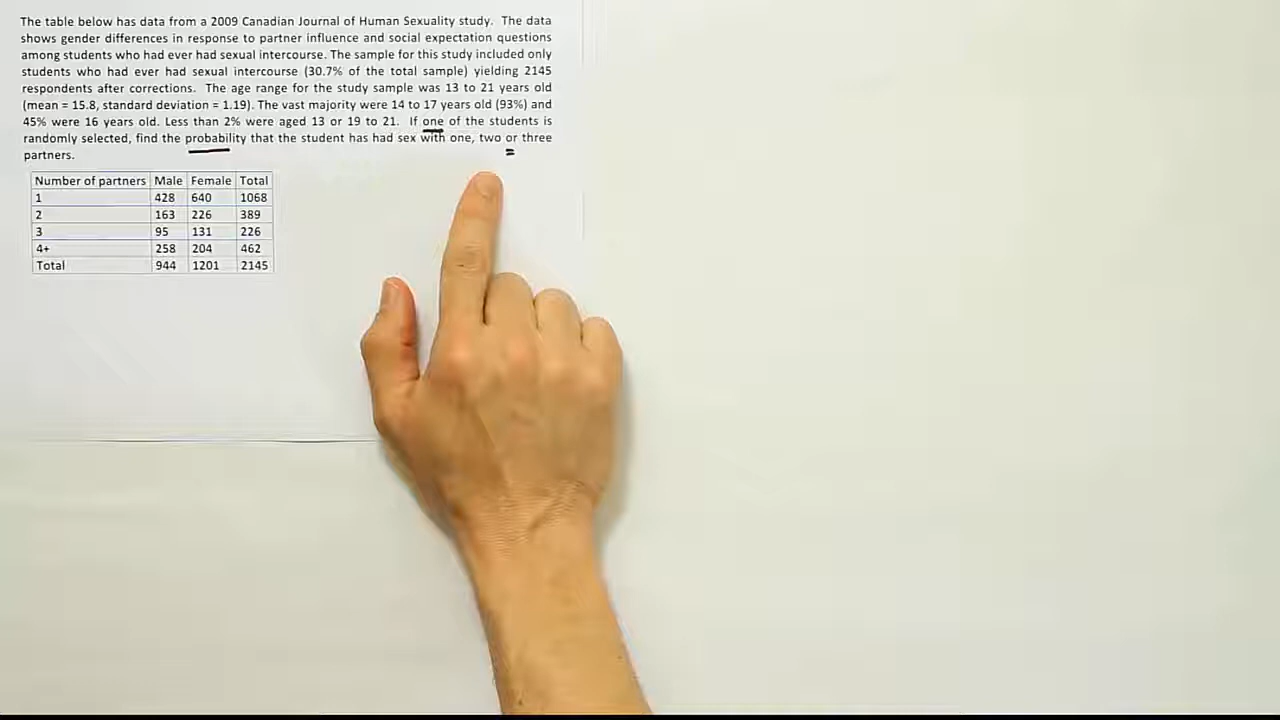 The table below has data from a 2009 Canadian Journal of Human Sexuality study. The data
shows gender differences in response to partner influence and social expectation questions
among students who had ever had sexual intercourse. The sample for this study included only
students who had ever had sexual intercourse (30.7% of the total sample) yielding 2145
respondents after corrections. The age range for the study sample was 13 to 21 years old
(mean = 15.8, standard deviation = 1.19). The vast majority were 14 to 17 years old (93%) and
45% were 16 years old. Less than 2% were aged 13 or 19 to 21. If one of the students is
randomly selected, find the probability that the student has had sex with one, two or three
partners.
Number of partners Male Female Total
1 428 640 1068
2 163 226 389
3 95 131 226
4+ 258 204 462
Total 944 1201 2145